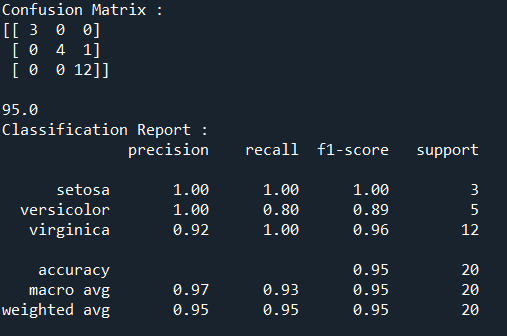 Confusion Matrix :
[[ 3  0  0]
 [ 0  4  1]
 [ 0  0 12]]
95.0
Classification Report :
              precision    recall  f1-score   support
      setosa       1.00      1.00      1.00         3
  versicolor       1.00      0.80      0.89         5
   virginica       0.92      1.00      0.96        12
    accuracy                           0.95        20
   macro avg       0.97      0.93      0.95        20
weighted avg       0.95      0.95      0.95        20